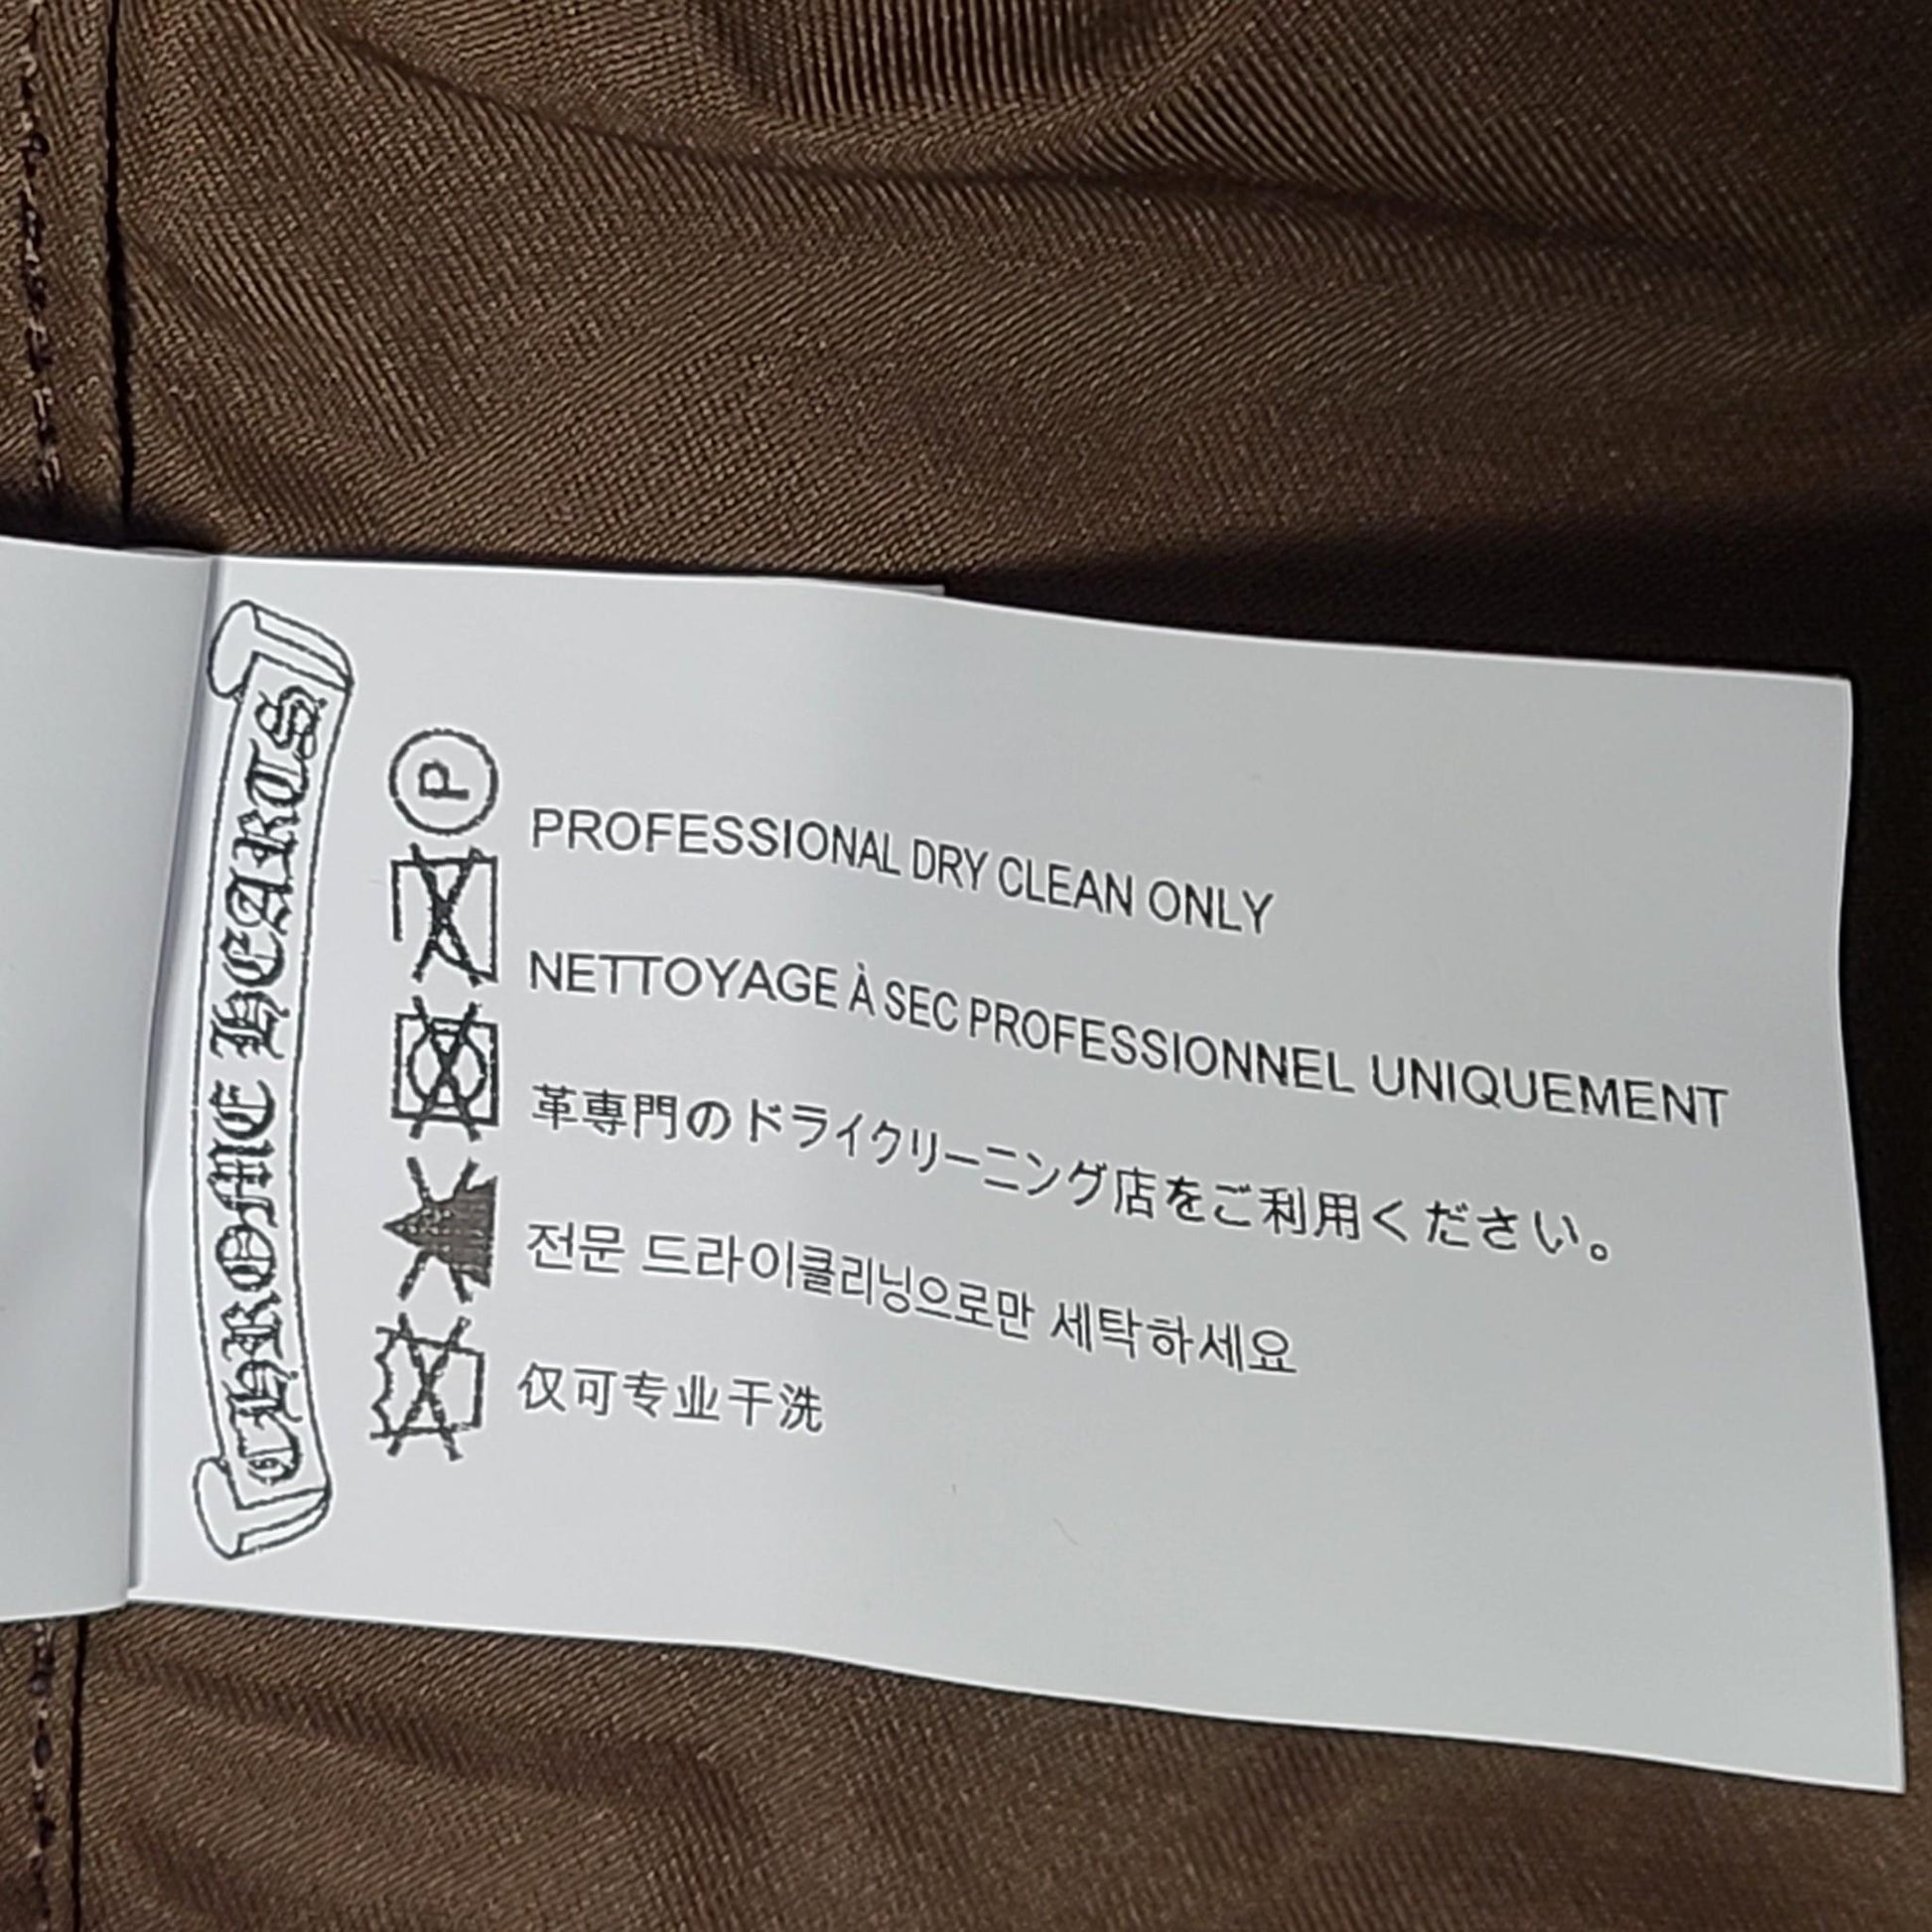 CHROME HEARTS
P
PROFESSIONAL DRY CLEAN ONLY
NETTOYAGE À SEC PROFESSIONNEL UNIQUEMENT
革専門のドライクリーニング店をご利用ください。
전문 드라이클리닝으로만 세탁하세요
仅可专业干洗